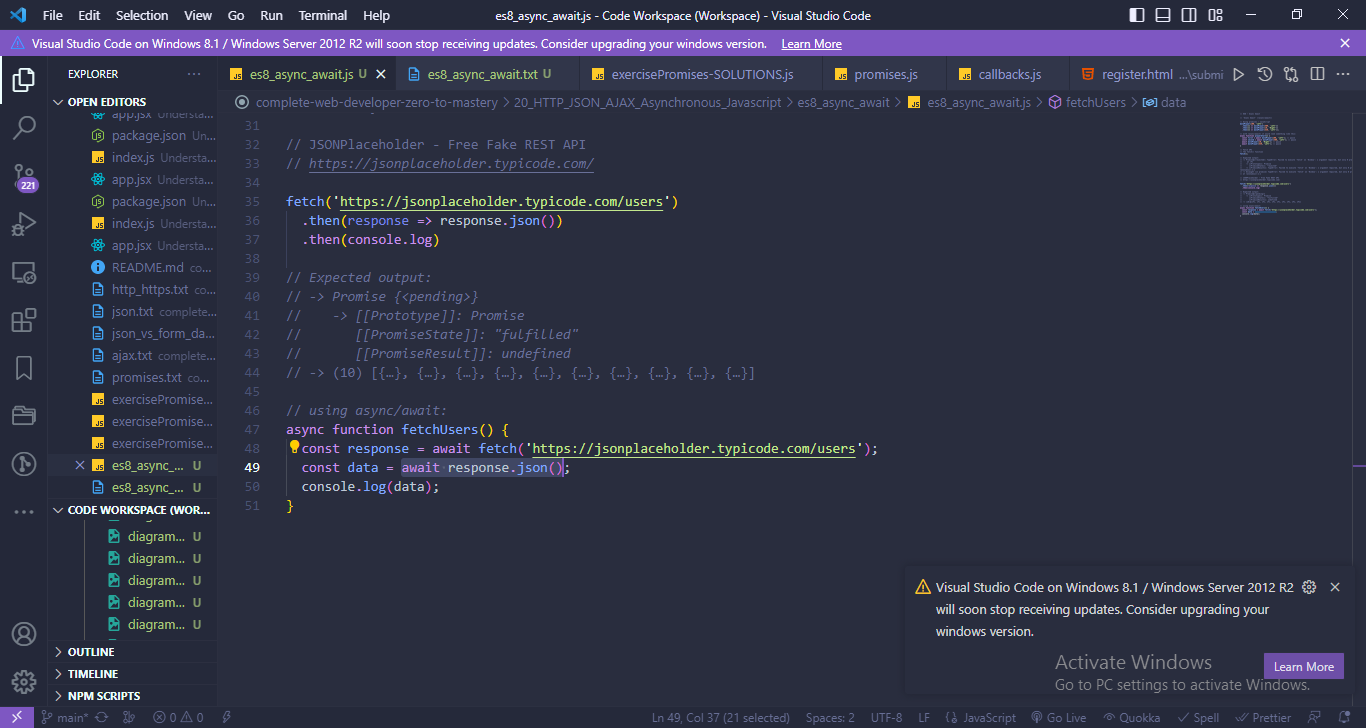 File Edit Selection View Go Run Terminal Help es8_async_await.js - Code Workspace (Workspace) - Visual Studio Code
Visual Studio Code on Windows 8.1 / Windows Server 2012 R2 will soon stop receiving updates. Consider upgrading your windows version. Learn More
EXPLORER
es8_async_await.js U es8_async_await.txt U exercisePromises-SOLUTIONS.js promises.js callbacks.js register.html ...\submi
complete-web-developer-zero-to-mastery > 20_HTTP_JSON_AJAX_Asynchronous_Javascript > es8_async_await > es8_async_await.js > fetchUsers > data
OPEN EDITORS
app.jsx Understa...
package.json Un...
index.js Understa...
app.jsx Understa...
package.json Un...
index.js Understa...
app.jsx Understa...
README.md co...
http_https.txt co...
json.txt complete...
json_vs_form_da...
ajax.txt complete...
promises.txt co...
exercisePromise...
exercisePromise...
exercisePromise...
es8_async_... U
es8_async_... U
CODE WORKSPACE (WOR...
diagram... U
diagram... U
diagram... U
diagram... U
diagram... U
OUTLINE
TIMELINE
NPM SCRIPTS
221
31
32 // JSONPlaceholder - Free Fake REST API
33 // https://jsonplaceholder.typicode.com/
34
35 fetch('https://jsonplaceholder.typicode.com/users')
36 .then(response => response.json())
37 .then(console.log)
38
39 // Expected output:
40 // -> Promise {<pending>}
41 // -> [[Prototype]]: Promise
42 // [[PromiseState]]: "fulfilled"
43 // [[PromiseResult]]: undefined
44 // -> (10) [{…}, {…}, {…}, {…}, {…}, {…}, {…}, {…}, {…}, {…}]
45
46 // using async/await:
47 async function fetchUsers() {
48 const response = await fetch('https://jsonplaceholder.typicode.com/users');
49 const data = await response.json();
50 console.log(data);
51 }
Visual Studio Code on Windows 8.1 / Windows Server 2012 R2
will soon stop receiving updates. Consider upgrading your
windows version.
Learn More
Activate Windows
Go to PC settings to activate Windows.
main* 0 0 Ln 49, Col 37 (21 selected) Spaces: 2 UTF-8 LF JavaScript Go Live Quokka Spell Prettier